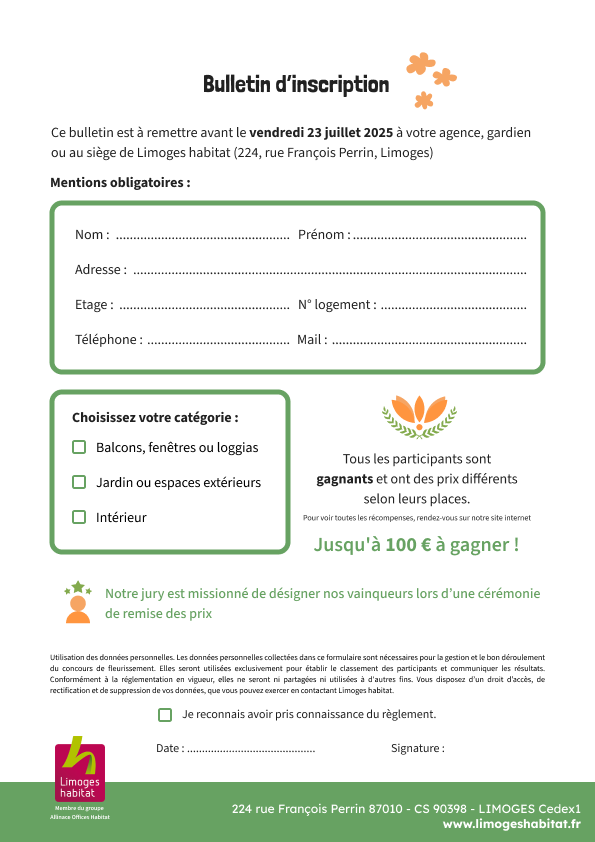 Bulletin d'inscription
Ce bulletin est à remettre avant le vendredi 23 juillet 2025 à votre agence, gardien
ou au siège de Limoges habitat (224, rue François Perrin, Limoges)
Mentions obligatoires :
Nom : .................................................. Prénom : ..................................................
Adresse : ....................................................................................................
Etage : .................................................. N° logement : ..........................................
Téléphone : .......................................... Mail : ..................................................
Choisissez votre catégorie :
Balcons, fenêtres ou loggias
Jardin ou espaces extérieurs
Intérieur
Tous les participants sont
gagnants et ont des prix différents
selon leurs places.
Pour voir toutes les récompenses, rendez-vous sur notre site internet
Jusqu'à 100 € à gagner !
Notre jury est missionné de désigner nos vainqueurs lors d'une cérémonie
de remise des prix
Utilisation des données personnelles. Les données personnelles collectées dans ce formulaire sont nécessaires pour la gestion et le bon déroulement
du concours de fleurissement. Elles seront utilisées exclusivement pour établir le classement des participants et communiquer les résultats.
Conformément à la réglementation en vigueur, elles ne seront ni partagées ni utilisées à d'autres fins. Vous disposez d'un droit d'accès, de
rectification et de suppression de vos données, que vous pouvez exercer en contactant Limoges habitat.
Je reconnais avoir pris connaissance du règlement.
Date : ........................................... Signature :
Limoges
habitat
Membre du groupe
Allinace Offices Habitat
224 rue François Perrin 87010 - CS 90398 - LIMOGES Cedex1
www.limogeshabitat.fr